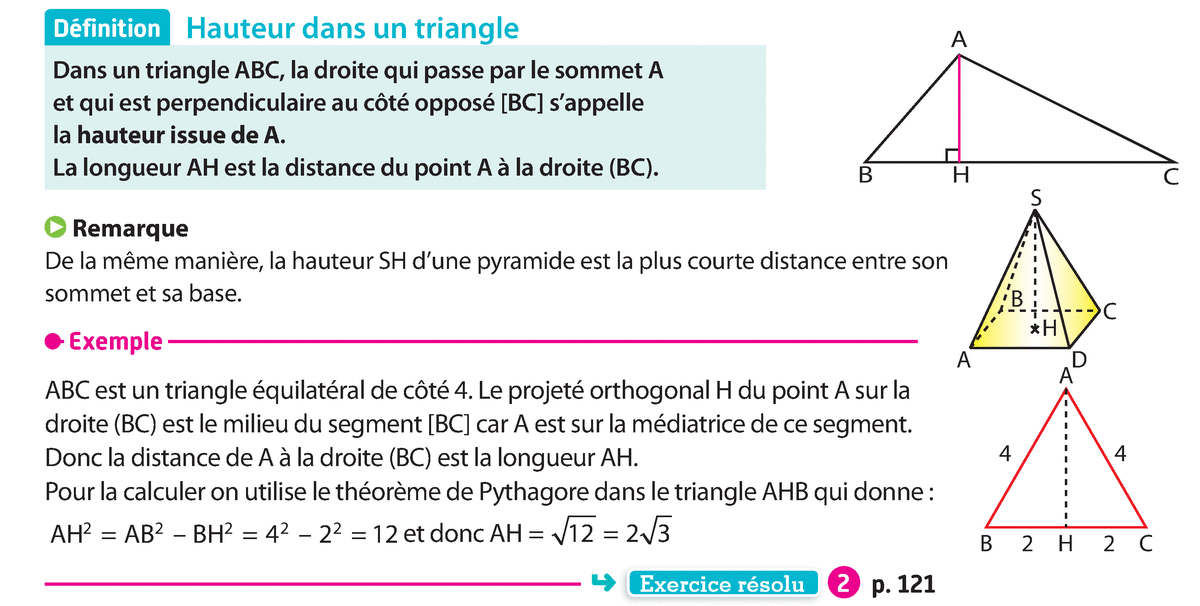 Définition Hauteur dans un triangle
Dans un triangle ABC, la droite qui passe par le sommet A
et qui est perpendiculaire au côté opposé [BC] s’appelle
la hauteur issue de A.
La longueur AH est la distance du point A à la droite (BC).
A
B H C
Remarque
De la même manière, la hauteur SH d’une pyramide est la plus courte distance entre son
sommet et sa base.
S
B C
H
A D
Exemple
ABC est un triangle équilatéral de côté 4. Le projeté orthogonal H du point A sur la
droite (BC) est le milieu du segment [BC] car A est sur la médiatrice de ce segment.
Donc la distance de A à la droite (BC) est la longueur AH.
Pour la calculer on utilise le théorème de Pythagore dans le triangle AHB qui donne :
AH² = AB² – BH² = 4² – 2² = 12 et donc AH = √12 = 2√3
A
4 4
B 2 H 2 C
Exercice résolu 2 p. 121